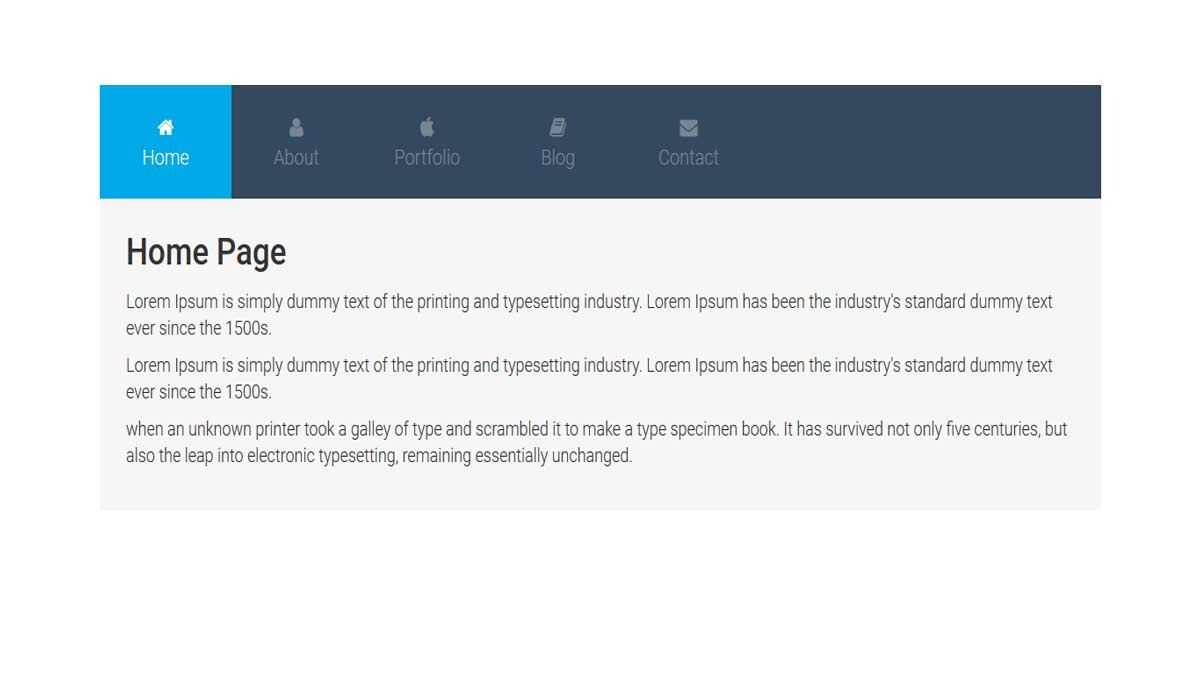 Home About Portfolio Blog Contact
Home Page
Lorem Ipsum is simply dummy text of the printing and typesetting industry. Lorem Ipsum has been the industry's standard dummy text
ever since the 1500s.
Lorem Ipsum is simply dummy text of the printing and typesetting industry. Lorem Ipsum has been the industry's standard dummy text
ever since the 1500s.
when an unknown printer took a galley of type and scrambled it to make a type specimen book. It has survived not only five centuries, but
also the leap into electronic typesetting, remaining essentially unchanged.